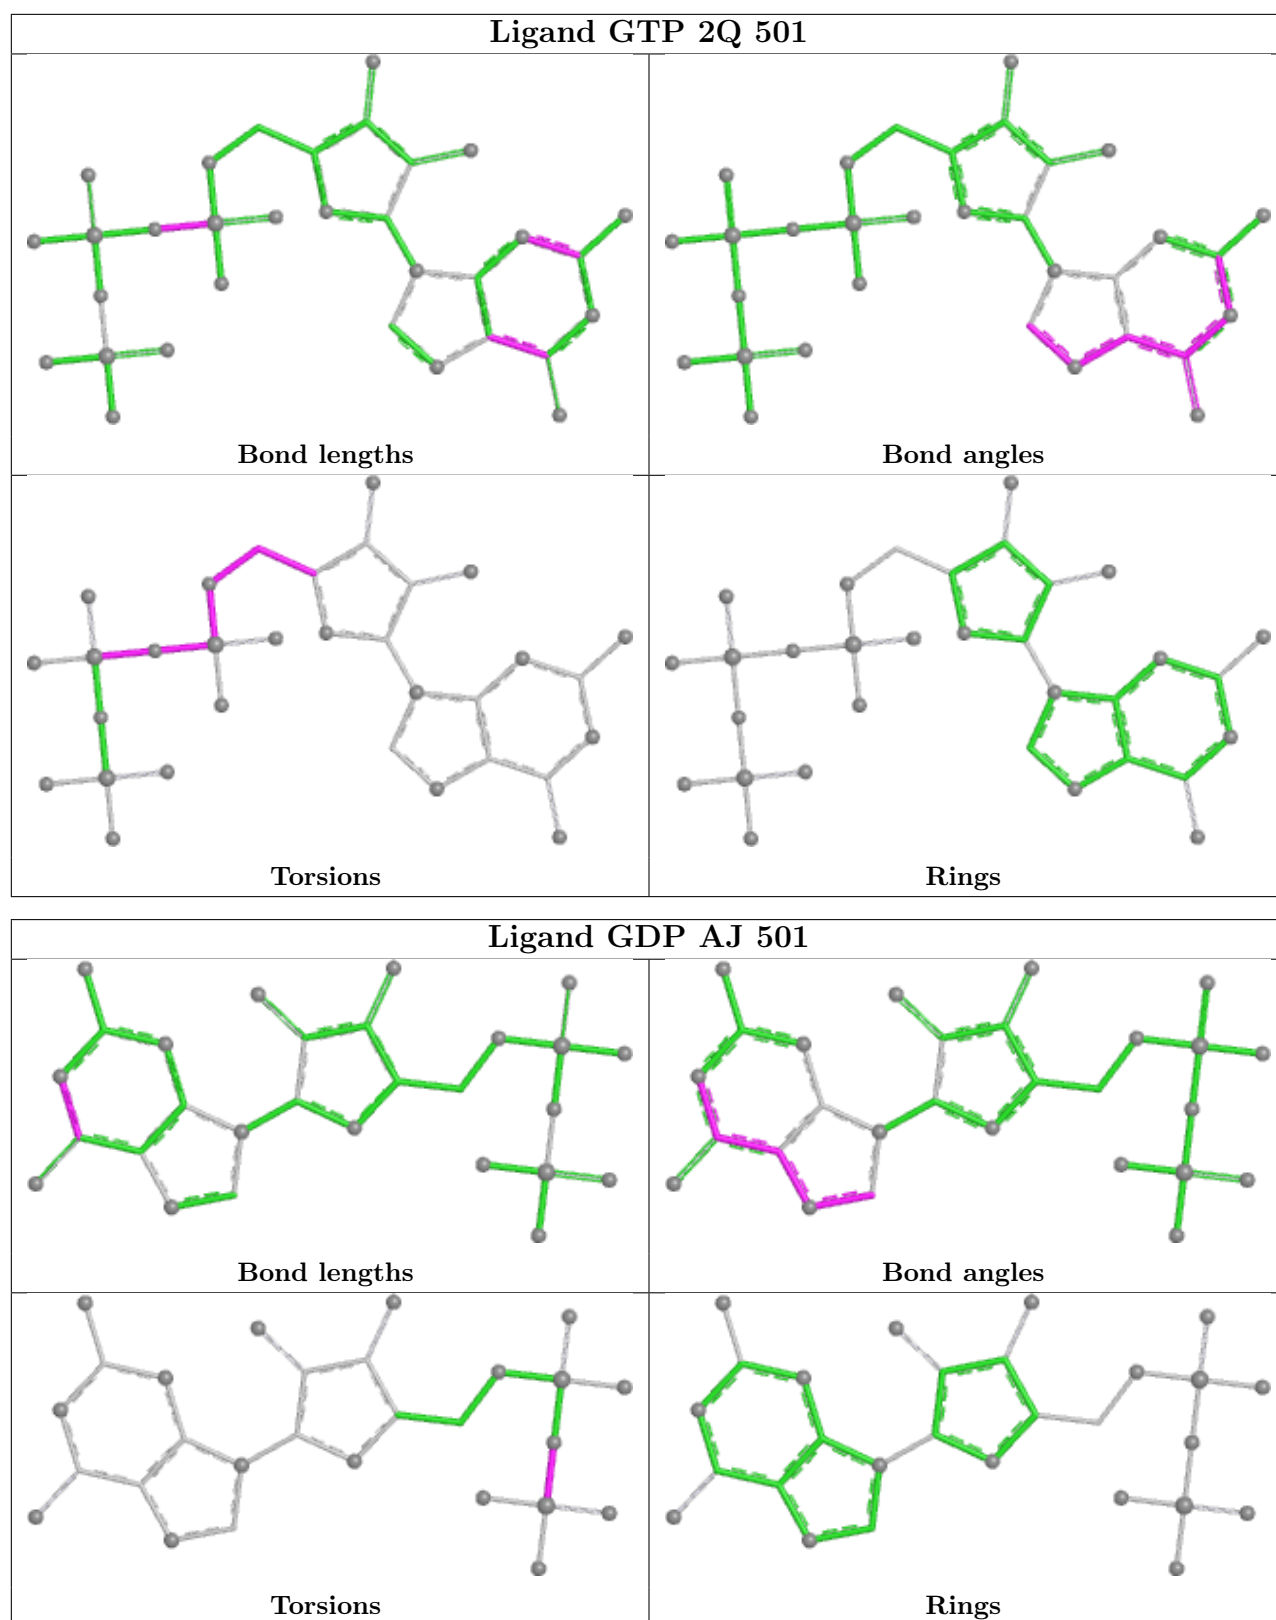 Ligand GTP 2Q 501
Bond lengths
Bond angles
Torsions
Rings
Ligand GDP AJ 501
Bond lengths
Bond angles
Torsions
Rings